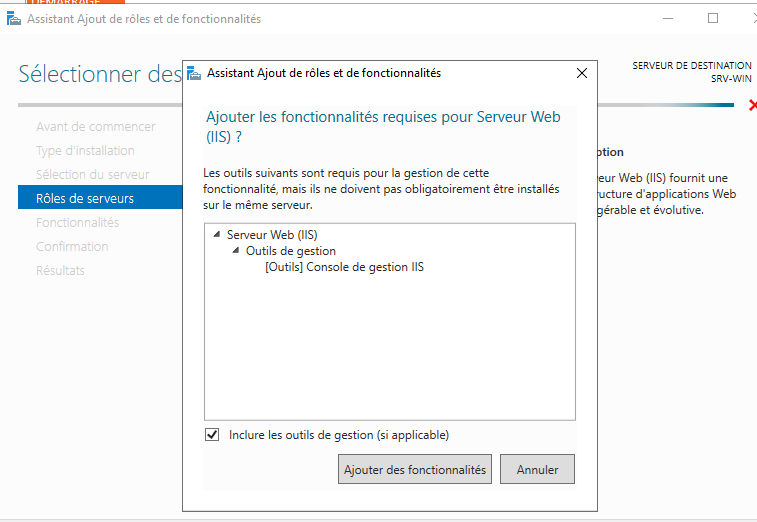 DÉMARRAGE
Assistant Ajout de rôles et de fonctionnalités
Sélectionner des
SERVEUR DE DESTINATION
SRV-WIN
Avant de commencer
Type d'installation
Sélection du serveur
Rôles de serveurs
Fonctionnalités
Confirmation
Résultats
Assistant Ajout de rôles et de fonctionnalités
Ajouter les fonctionnalités requises pour Serveur Web
(IIS) ?
Les outils suivants sont requis pour la gestion de cette
fonctionnalité, mais ils ne doivent pas obligatoirement être installés
sur le même serveur.
Serveur Web (IIS)
Outils de gestion
[Outils] Console de gestion IIS
Inclure les outils de gestion (si applicable)
Ajouter des fonctionnalités
Annuler
ption
eur Web (IIS) fournit une
ucture d'applications Web
gérable et évolutive.